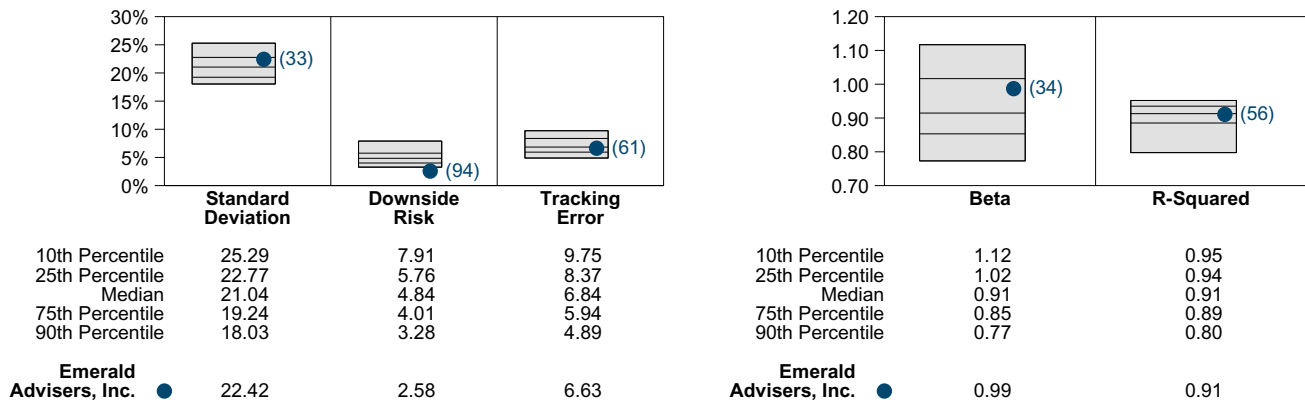 30%
25%
20%
15%
10%
5%
0%
(33)
(94)
(61)
Standard
Deviation
Downside
Risk
Tracking
Error
10th Percentile 25.29 7.91 9.75
25th Percentile 22.77 5.76 8.37
Median 21.04 4.84 6.84
75th Percentile 19.24 4.01 5.94
90th Percentile 18.03 3.28 4.89
Emerald
Advisers, Inc. 22.42 2.58 6.63
1.20
1.10
1.00
0.90
0.80
0.70
(34)
(56)
Beta R-Squared
10th Percentile 1.12 0.95
25th Percentile 1.02 0.94
Median 0.91 0.91
75th Percentile 0.85 0.89
90th Percentile 0.77 0.80
Emerald
Advisers, Inc. 0.99 0.91